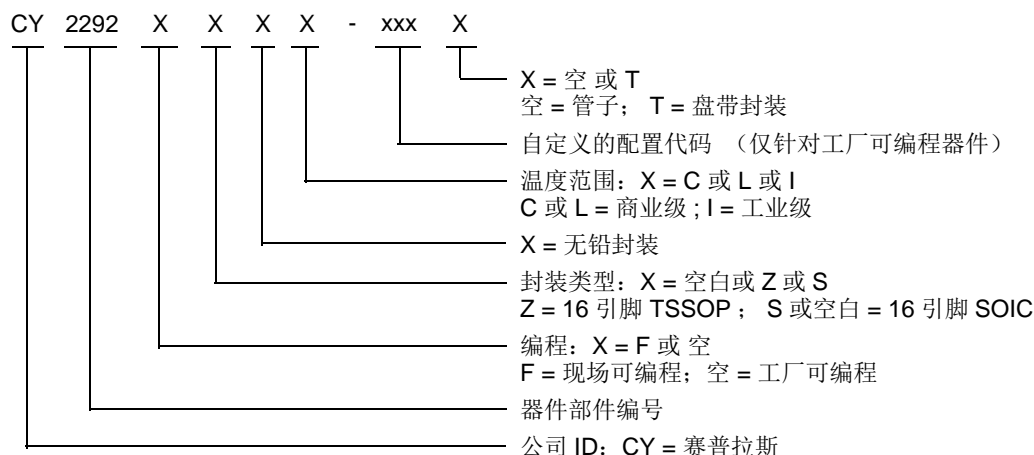 CY 2292 X X X X - xxx X
X = 空 或 T
空 = 管子； T = 盘带封装
自定义的配置代码 （仅针对工厂可编程器件）
温度范围：X = C 或 L 或 I
C 或 L = 商业级 ; I = 工业级
X = 无铅封装
封装类型：X = 空白或 Z 或 S
Z = 16 引脚 TSSOP ； S 或空白 = 16 引脚 SOIC
编程：X = F 或 空
F = 现场可编程；空 = 工厂可编程
器件部件编号
公司 ID：CY = 赛普拉斯